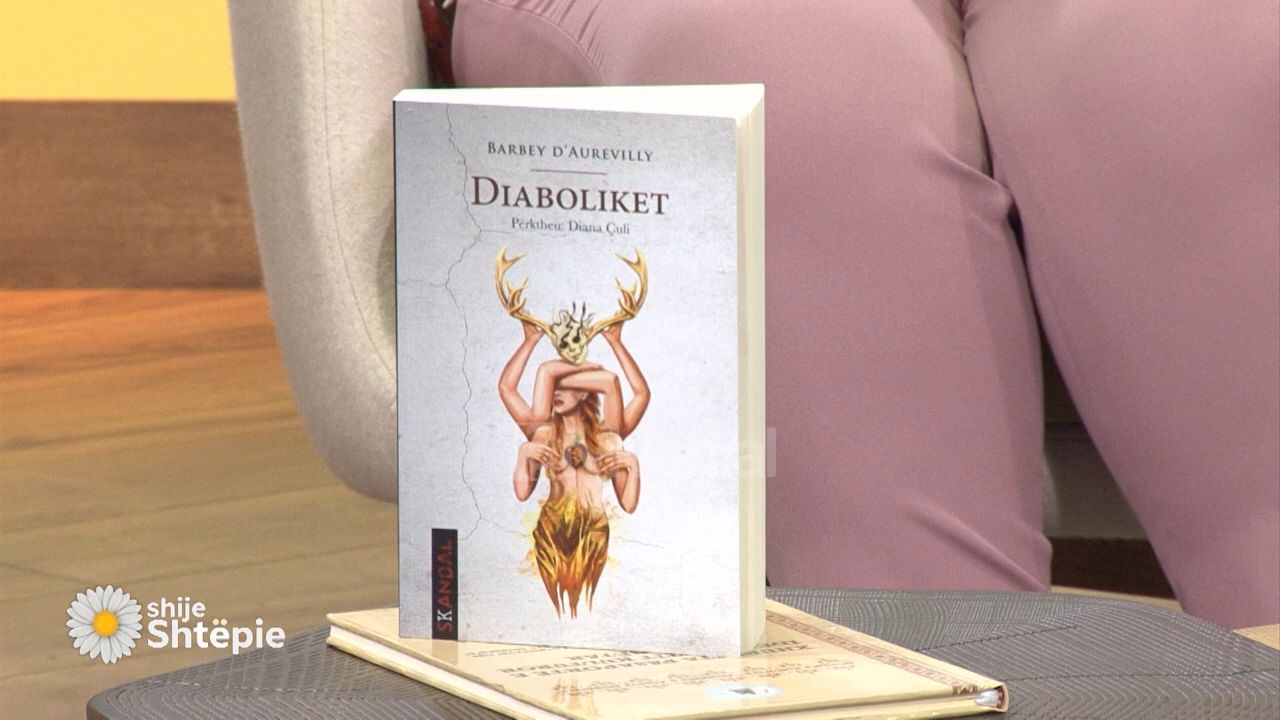 BARBEY D'AUREVILLY
DIABOLIKET
Përktheu: Diana Çuli
SKANDAL
shije
Shtëpie